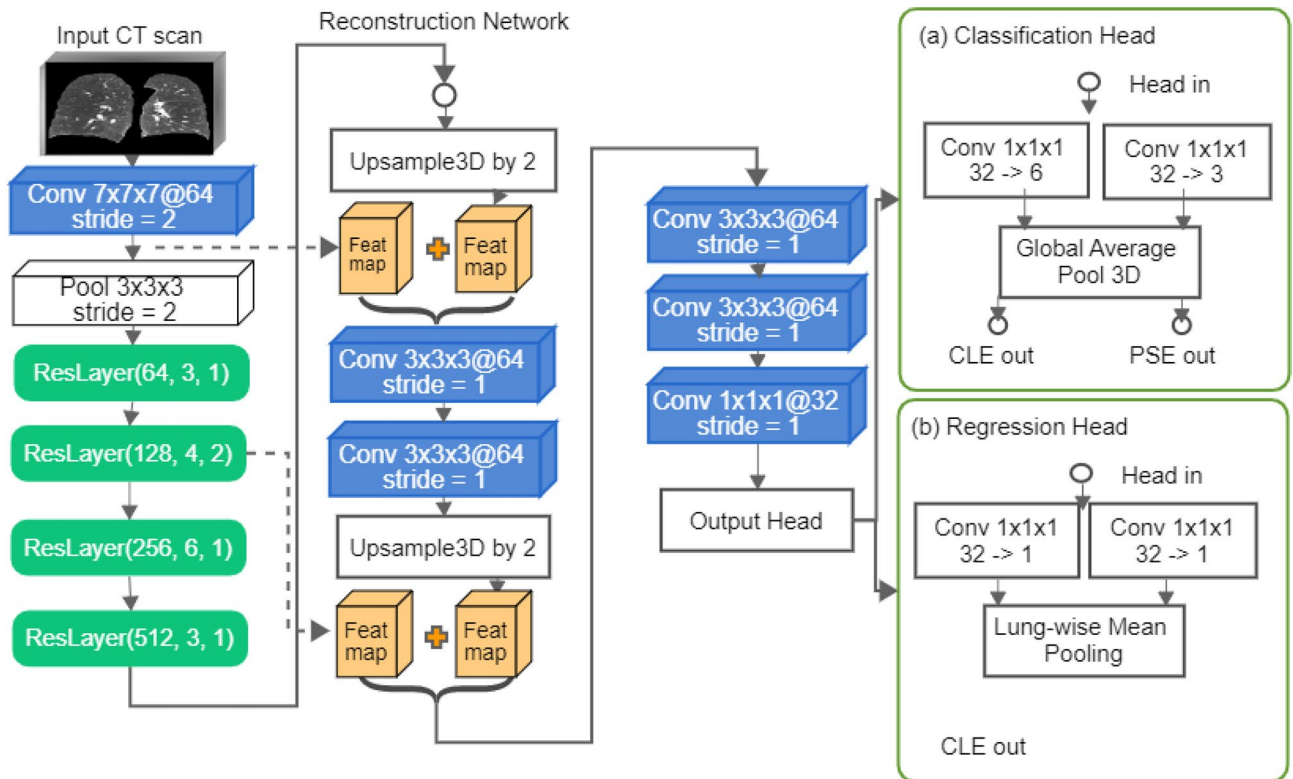 Input CT scan
Conv 7x7x7@64
stride = 2
Pool 3x3x3
stride = 2
ResLayer(64, 3, 1)
ResLayer(128, 4, 2)
ResLayer(256, 6, 1)
ResLayer(512, 3, 1)
Reconstruction Network
Upsample3D by 2
Feat
map
Feat
map
Conv 3x3x3@64
stride = 1
Conv 3x3x3@64
stride = 1
Upsample3D by 2
Feat
map
Feat
map
Conv 3x3x3@64
stride = 1
Conv 3x3x3@64
stride = 1
Conv 1x1x1@32
stride = 1
Output Head
(a) Classification Head
Head in
Conv 1x1x1
32 -> 6
Conv 1x1x1
32 -> 3
Global Average
Pool 3D
CLE out
PSE out
(b) Regression Head
Head in
Conv 1x1x1
32 -> 1
Conv 1x1x1
32 -> 1
Lung-wise Mean
Pooling
CLE out